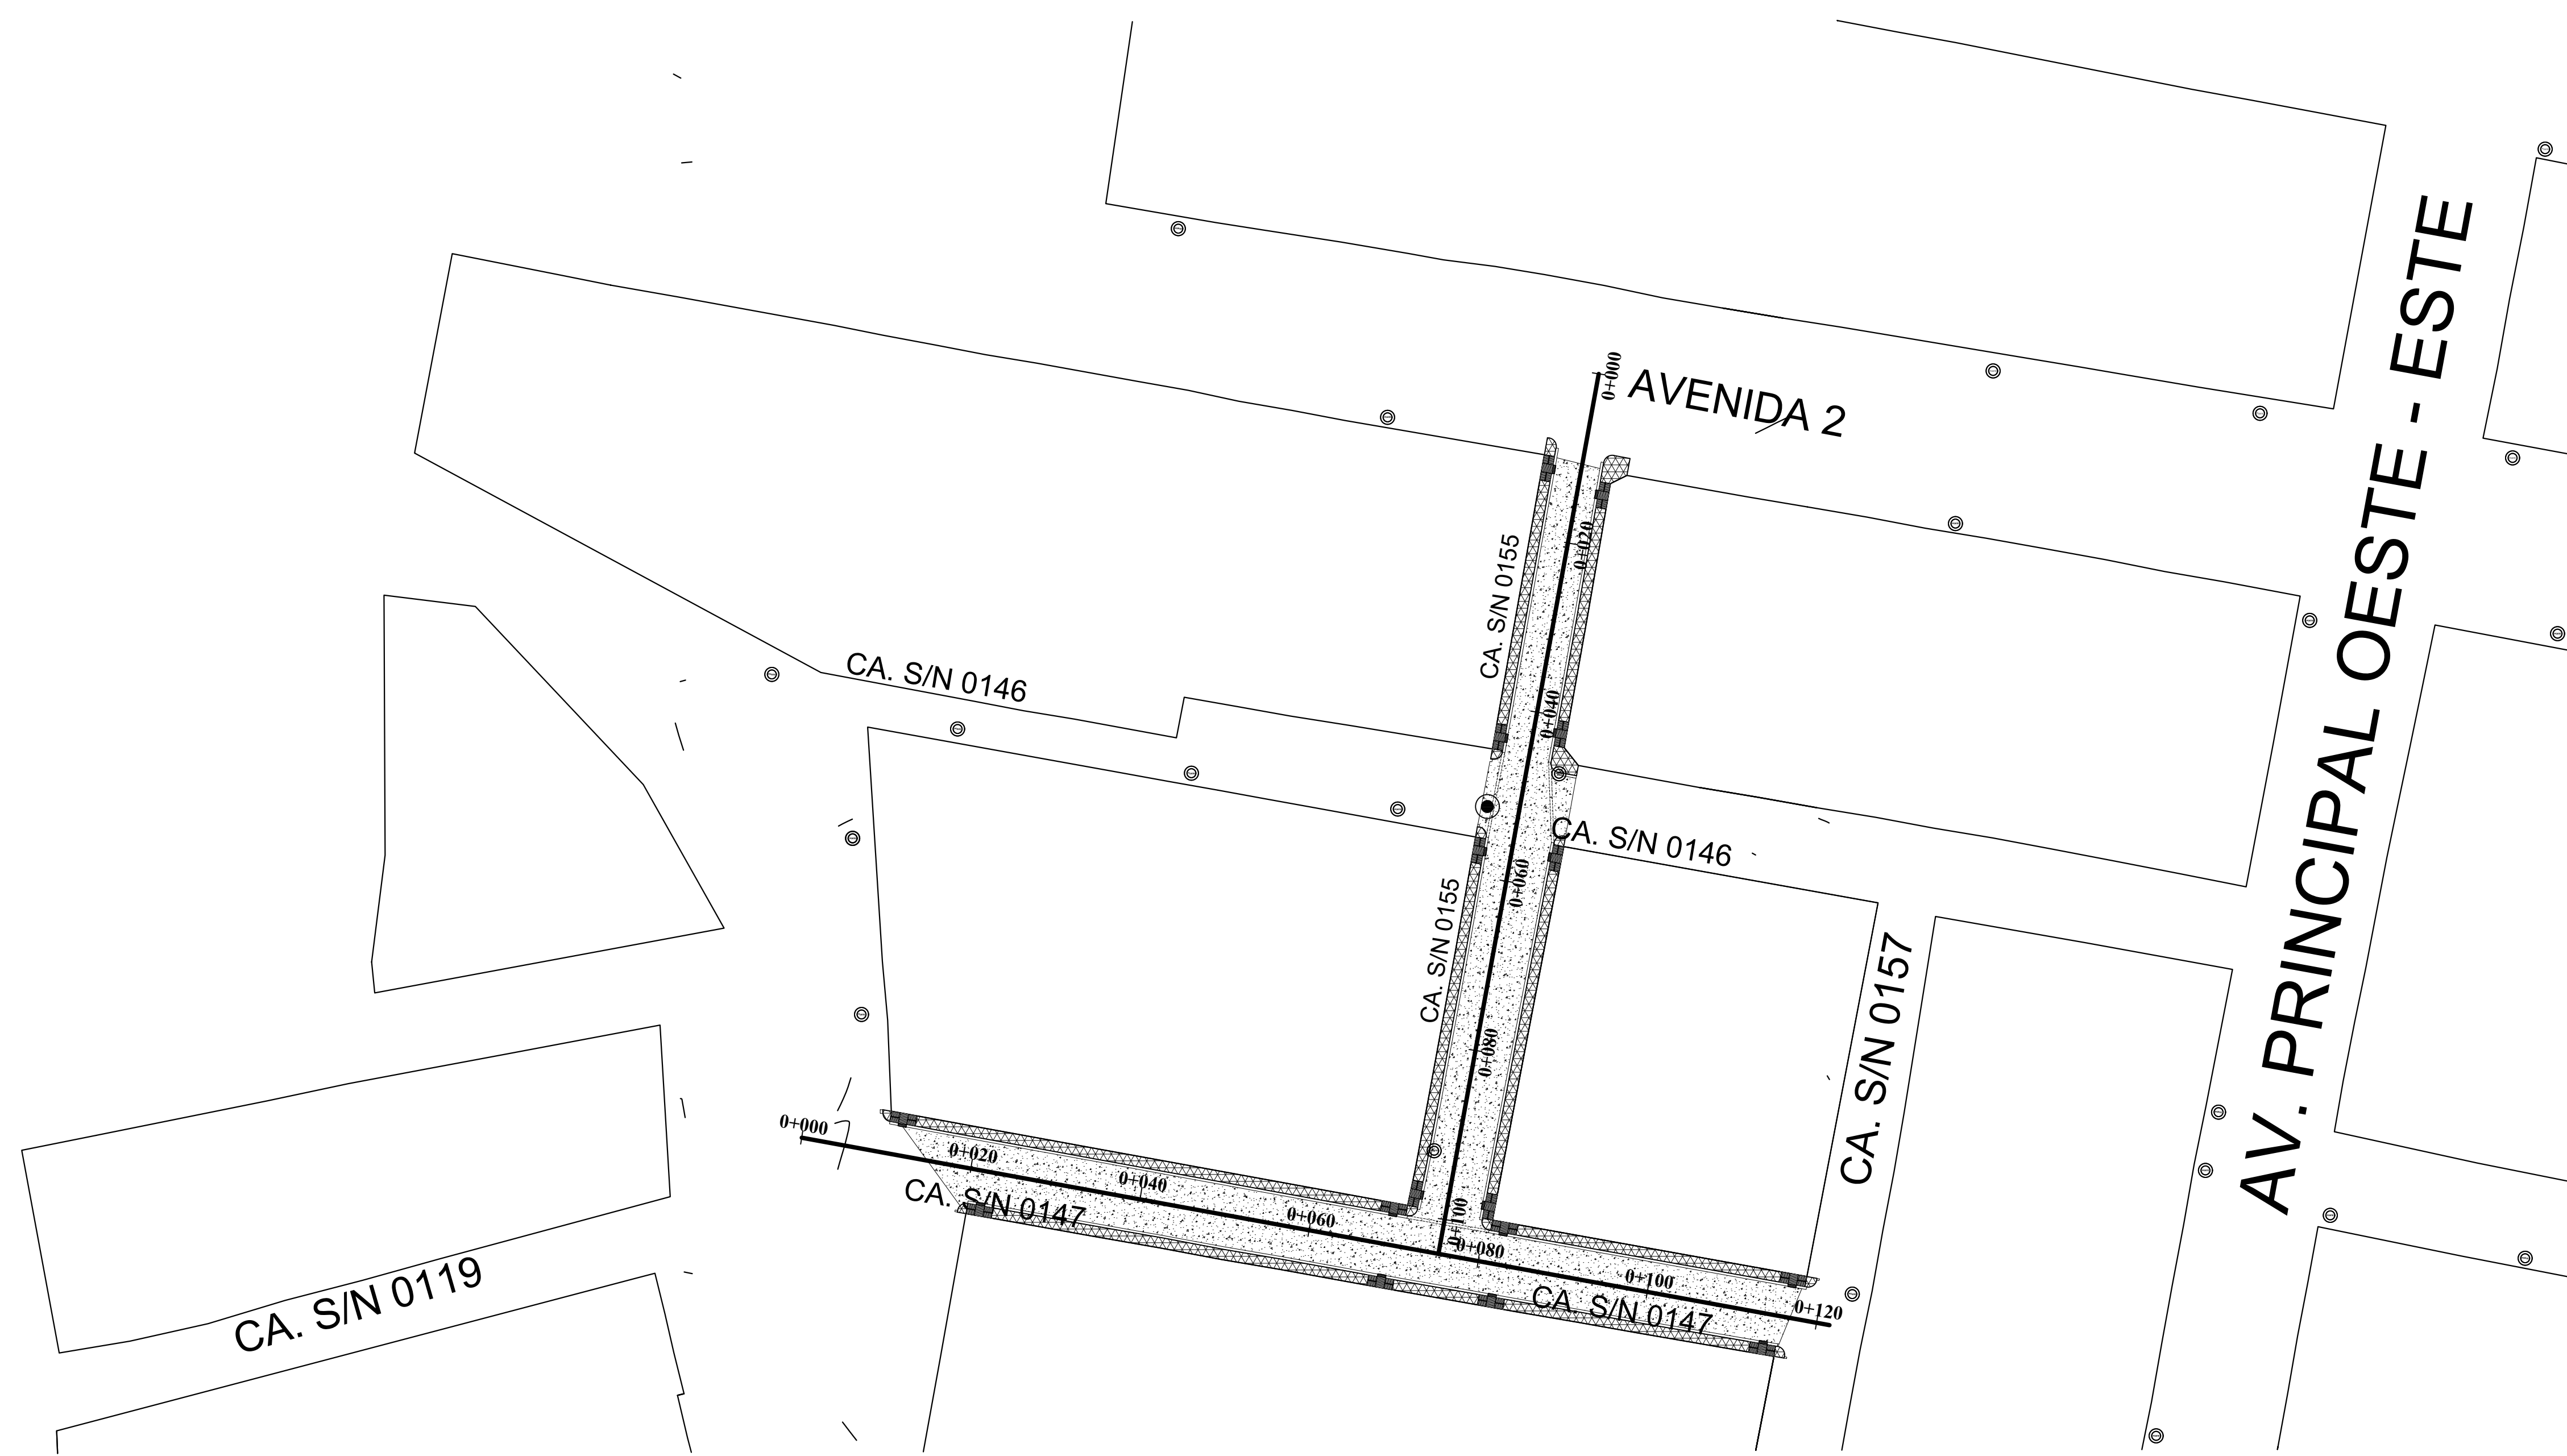 0+000
AVENIDA 2
AV. PRINCIPAL OESTE - ESTE
0+020
CA. S/N 0155
CA. S/N 0146
0+040
CA. S/N 0146
0+060
CA. S/N 0155
CA. S/N 0157
0+080
0+000
0+020
0+040
CA. S/N 0147
0+060
0+100
0+080
0+100
CA. S/N 0147
0+120
CA. S/N 0119